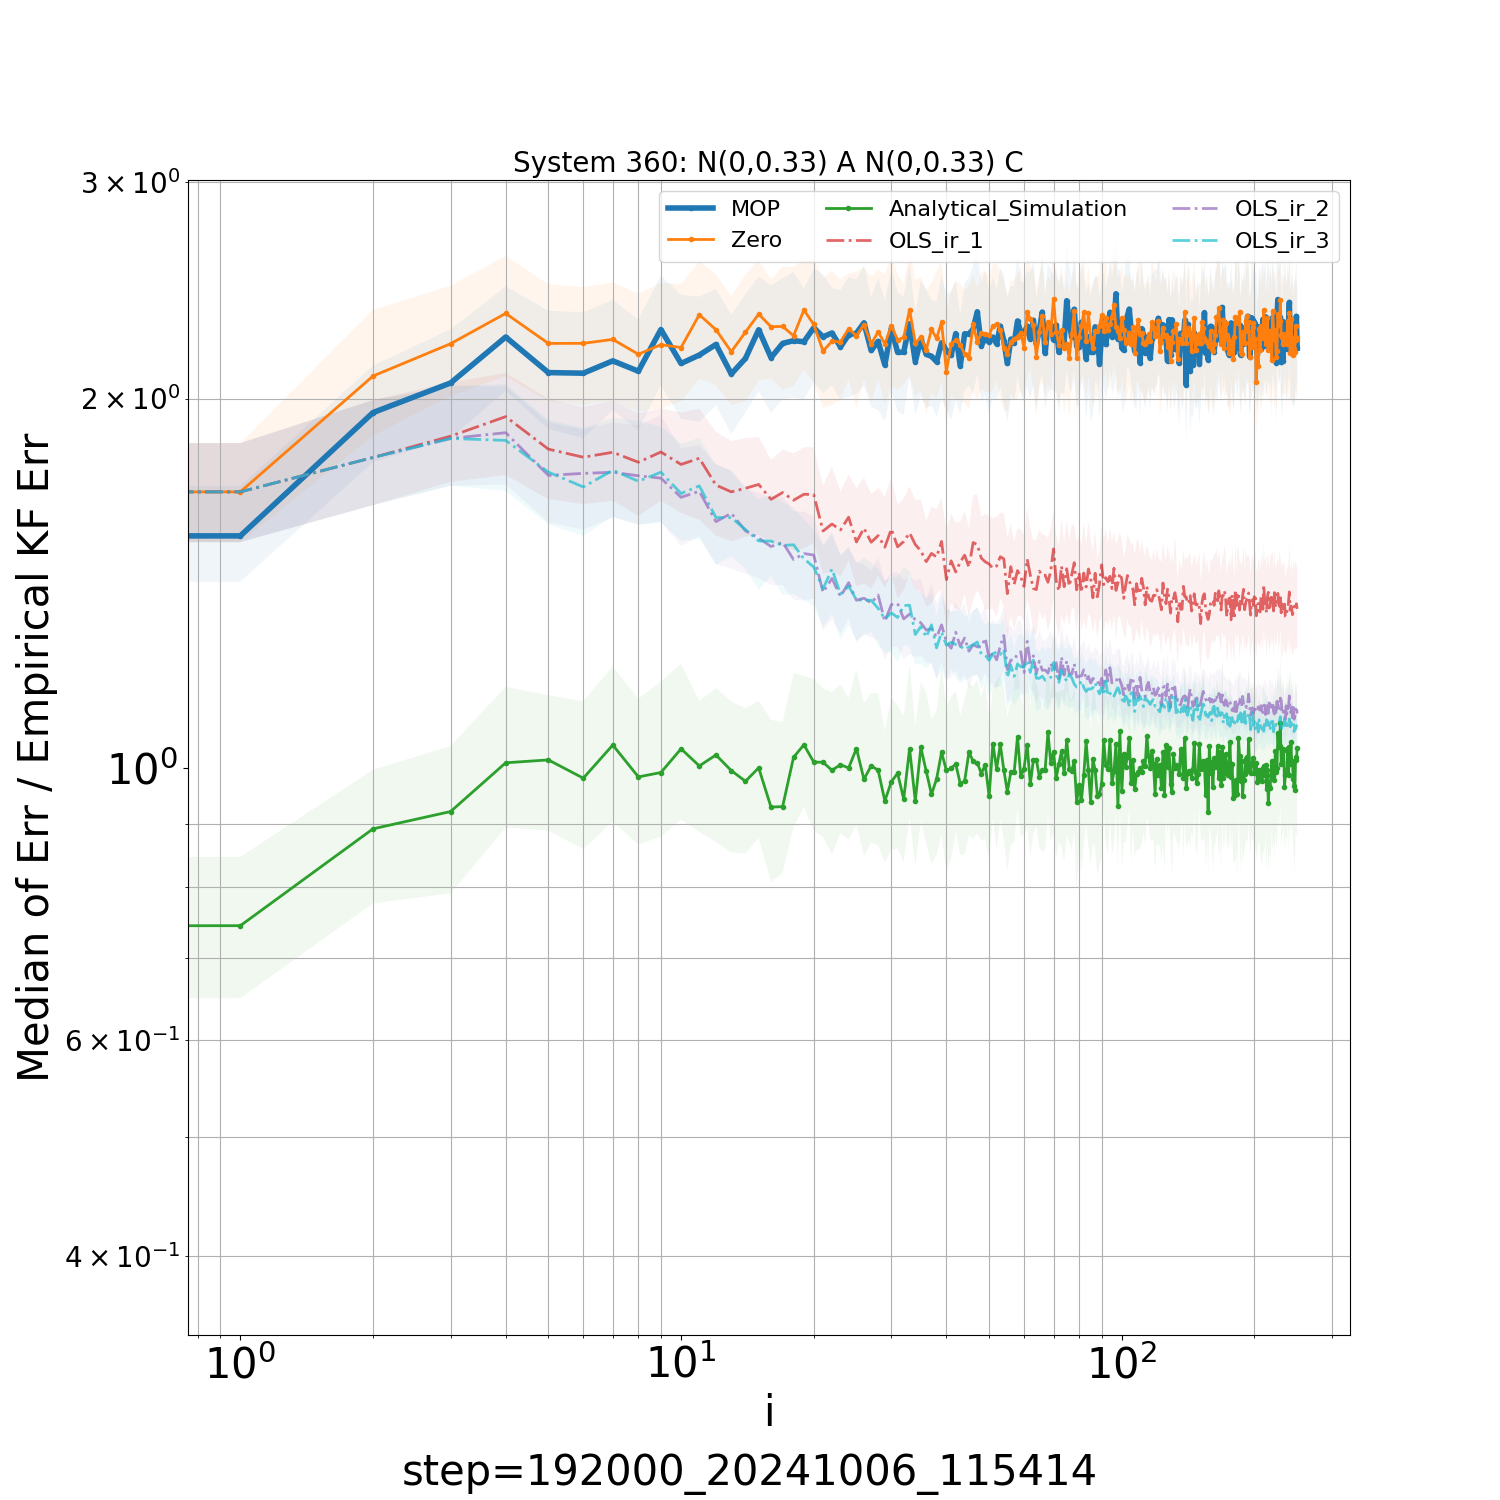 System 360: N(0,0.33) A N(0,0.33) C
MOP
Zero
Analytical_Simulation
OLS_ir_1
OLS_ir_2
OLS_ir_3
Median of Err / Empirical KF Err
3 × 10⁰
2 × 10⁰
10⁰
6 × 10⁻¹
4 × 10⁻¹
10⁰ 10¹ 10²
i
step=192000_20241006_115414